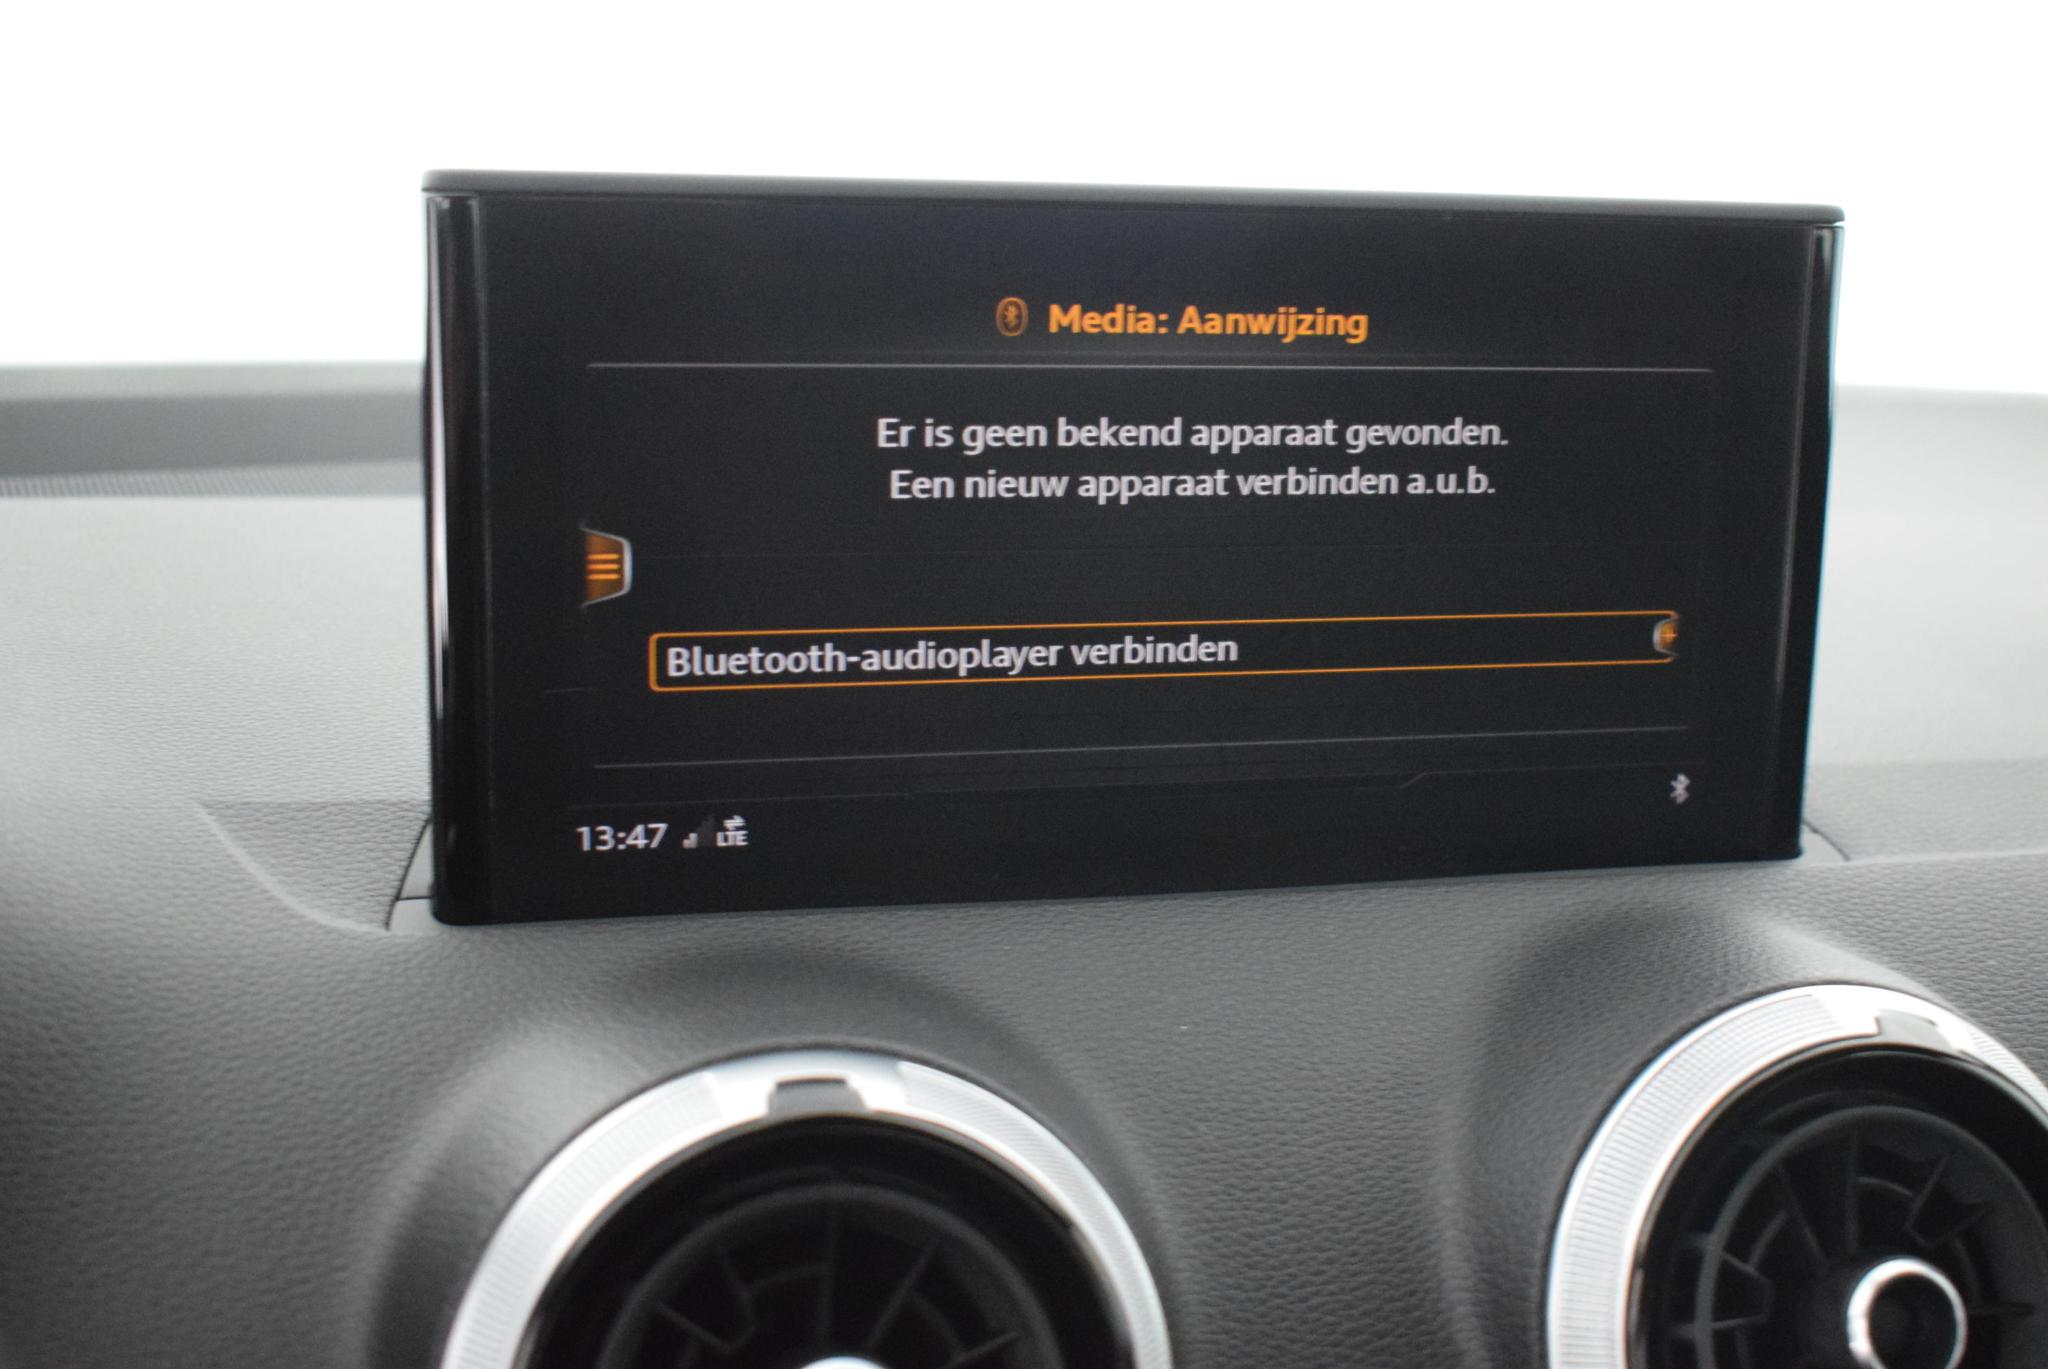 Media: Aanwijzing
Er is geen bekend apparaat gevonden.
Een nieuw apparaat verbinden a.u.b.
Bluetooth-audioplayer verbinden
13:47 LTE